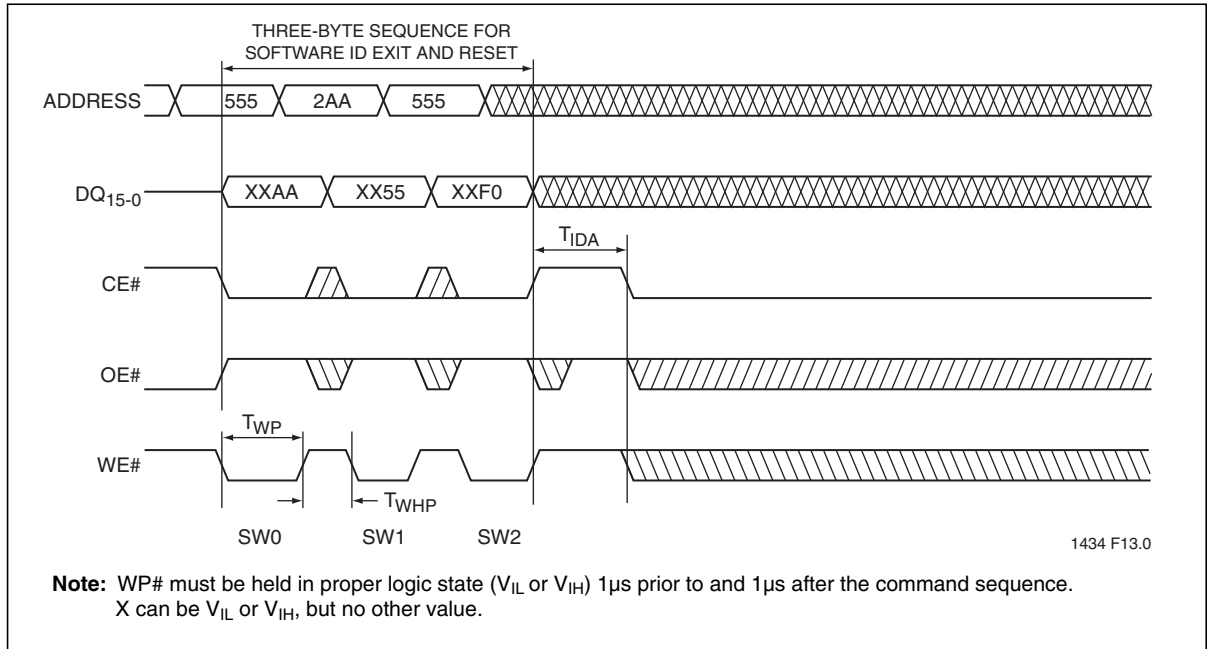 THREE-BYTE SEQUENCE FOR
SOFTWARE ID EXIT AND RESET
ADDRESS 555 2AA 555
DQ15-0 XXAA XX55 XXF0
TIDA
CE#
OE#
TWP
WE#
TWHP
SW0 SW1 SW2
1434 F13.0
Note: WP# must be held in proper logic state (VIL or VIH) 1µs prior to and 1µs after the command sequence.
X can be VIL or VIH, but no other value.